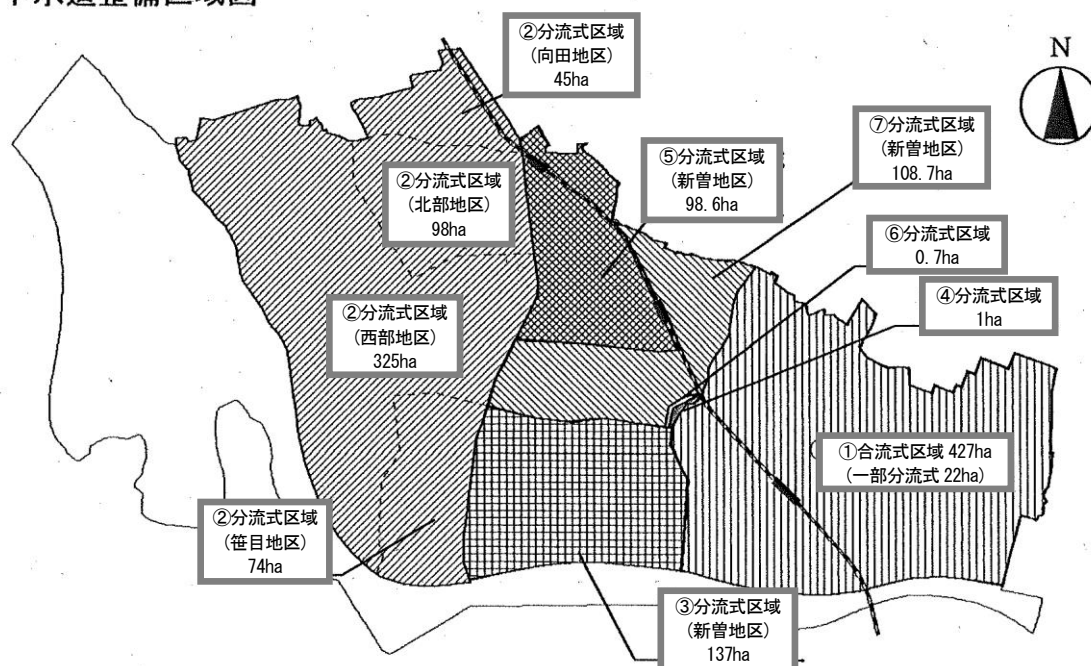 下水道整備区域図
②分流式区域
(向田地区)
45ha
N
⑦分流式区域
(新曽地区)
108.7ha
⑤分流式区域
(新曽地区)
98.6ha
②分流式区域
(北部地区)
98ha
⑥分流式区域
0.7ha
④分流式区域
1ha
②分流式区域
(西部地区)
325ha
①合流式区域 427ha
(一部分流式 22ha)
②分流式区域
(笹目地区)
74ha
③分流式区域
(新曽地区)
137ha